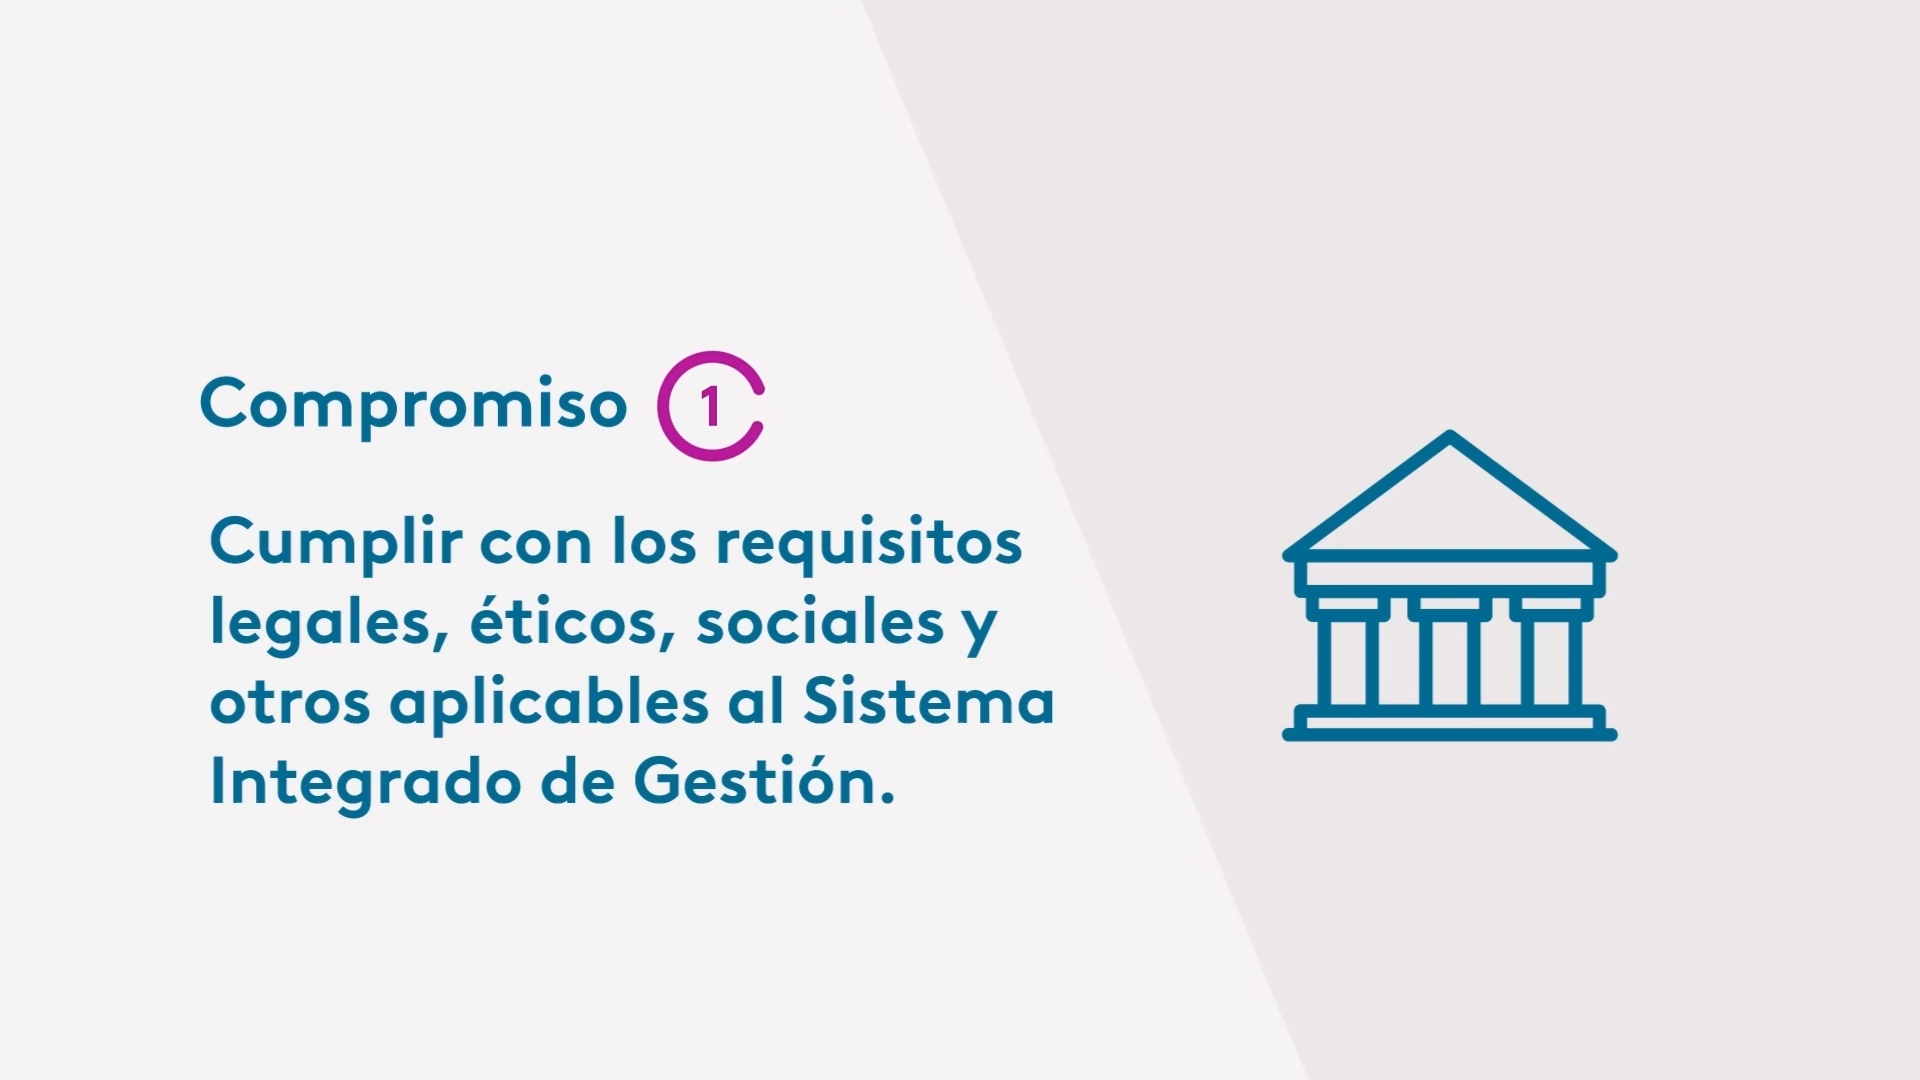 Compromiso 1
Cumplir con los requisitos
legales, éticos, sociales y
otros aplicables al Sistema
Integrado de Gestión.